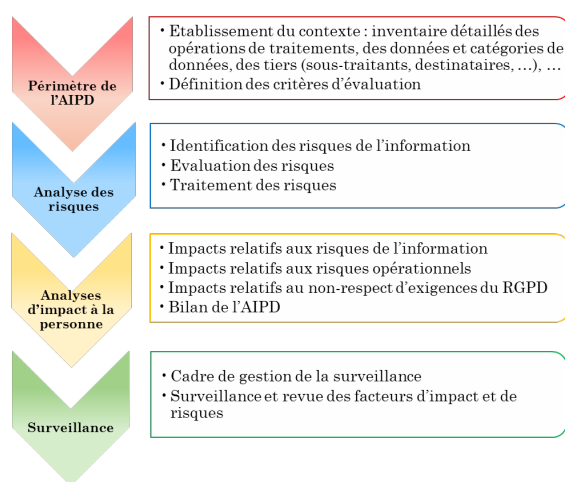 Périmètre de
l'AIPD
• Etablissement du contexte : inventaire détaillés des
opérations de traitements, des données et catégories de
données, des tiers (sous-traitants, destinataires, …), …
• Définition des critères d'évaluation
Analyse des
risques
• Identification des risques de l'information
• Evaluation des risques
• Traitement des risques
Analyses
d'impact à la
personne
• Impacts relatifs aux risques de l'information
• Impacts relatifs aux risques opérationnels
• Impacts relatifs au non-respect d'exigences du RGPD
• Bilan de l'AIPD
Surveillance
• Cadre de gestion de la surveillance
• Surveillance et revue des facteurs d'impact et de
risques